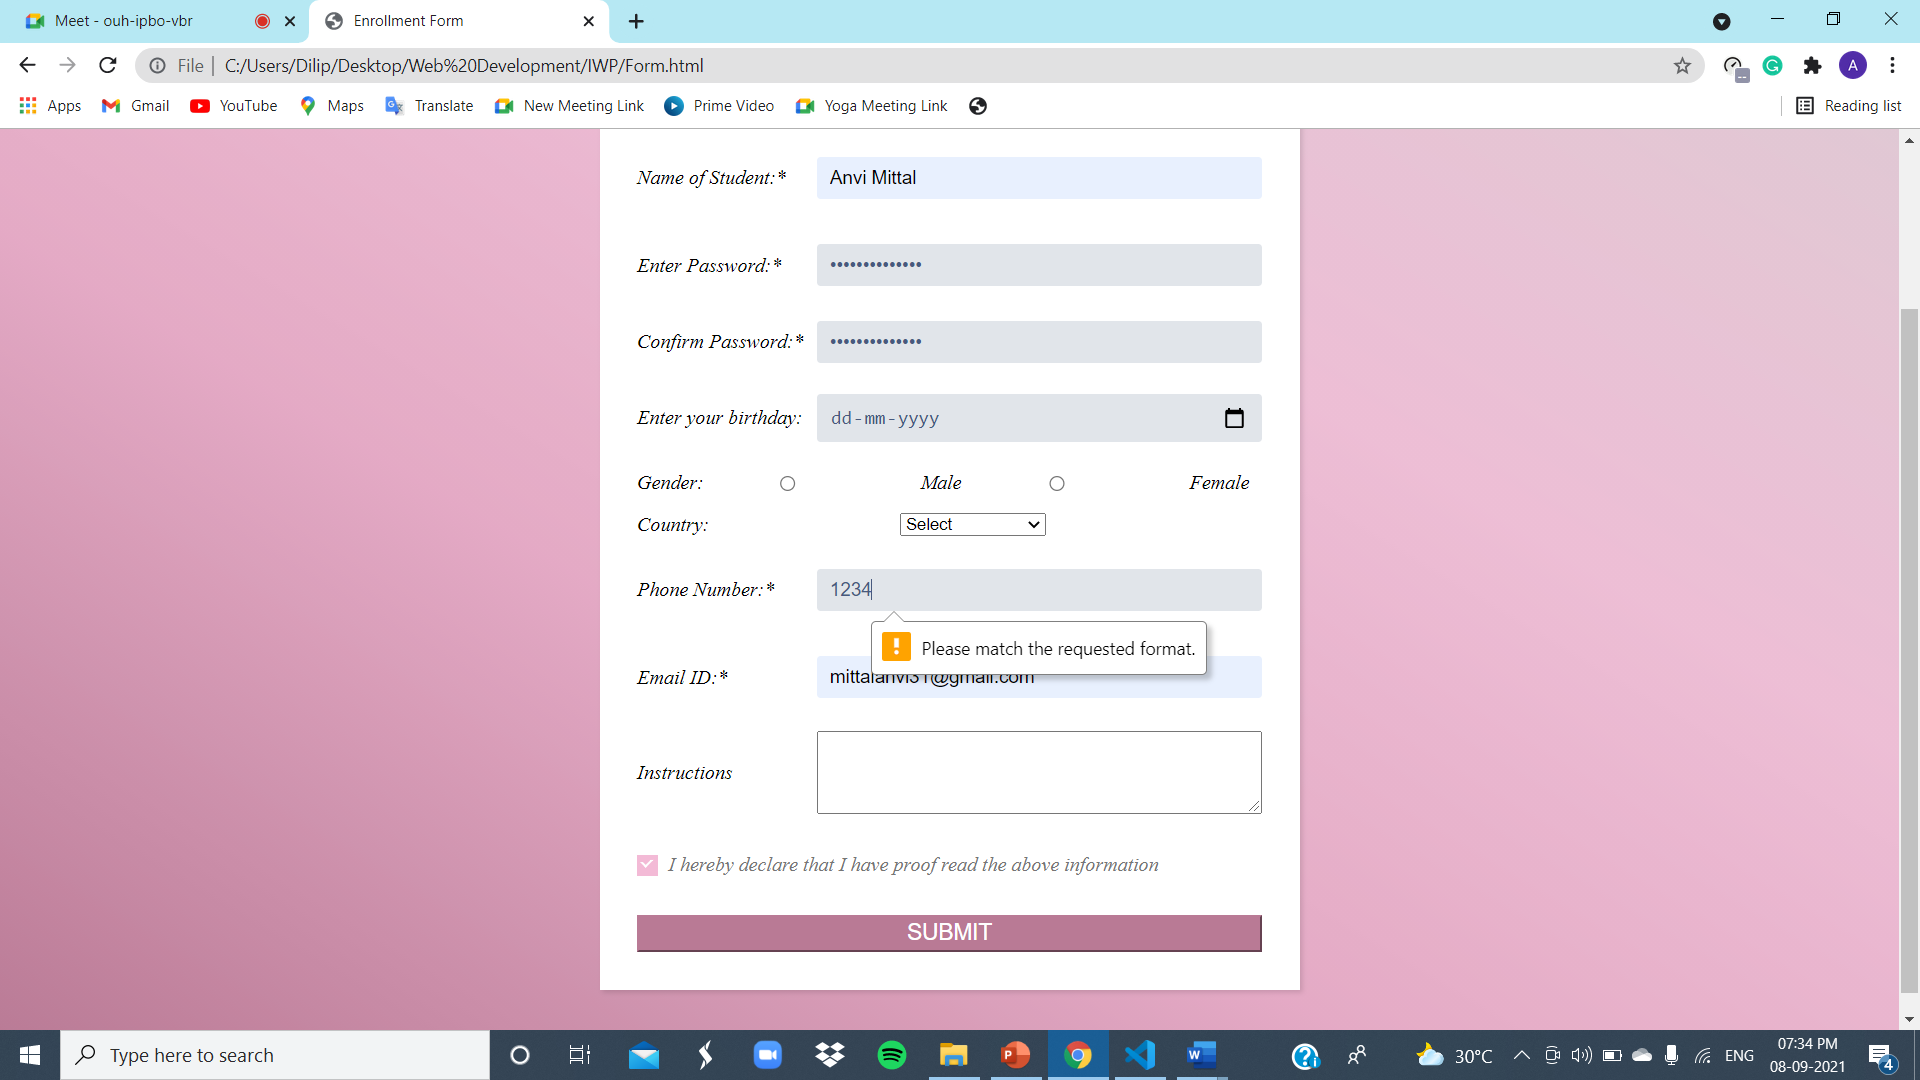 Meet - ouh-ipbo-vbr
Enrollment Form
File | C:/Users/Dilip/Desktop/Web%20Development/IWP/Form.html
A
Apps Gmail YouTube Maps Translate New Meeting Link Prime Video Yoga Meeting Link Reading list
Name of Student:* Anvi Mittal
Enter Password:* ••••••••••••••
Confirm Password:* ••••••••••••••
Enter your birthday: dd-mm-yyyy
Gender: Male Female
Country: Select
Phone Number:* 1234
Please match the requested format.
Email ID:* mittalanvi31@gmail.com
Instructions
I hereby declare that I have proof read the above information
SUBMIT
Type here to search
30°C ENG 07:34 PM
08-09-2021
4